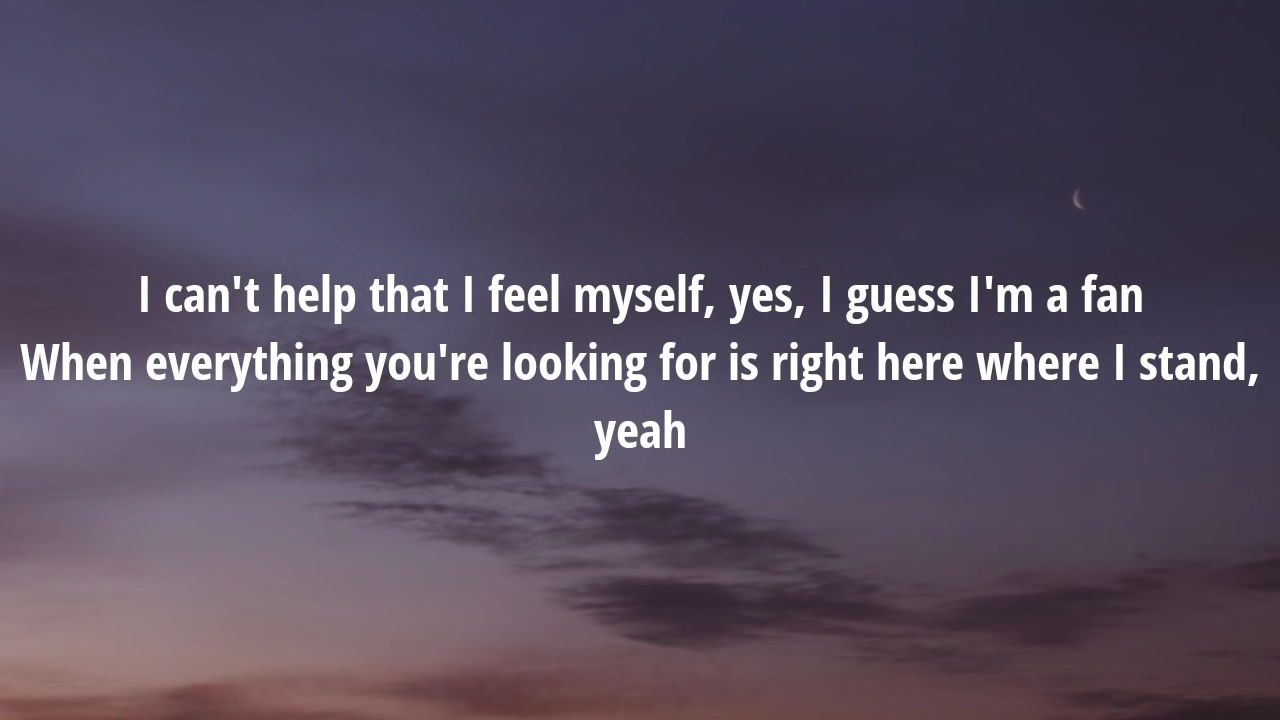 I can't help that I feel myself, yes, I guess I'm a fan
When everything you're looking for is right here where I stand,
yeah